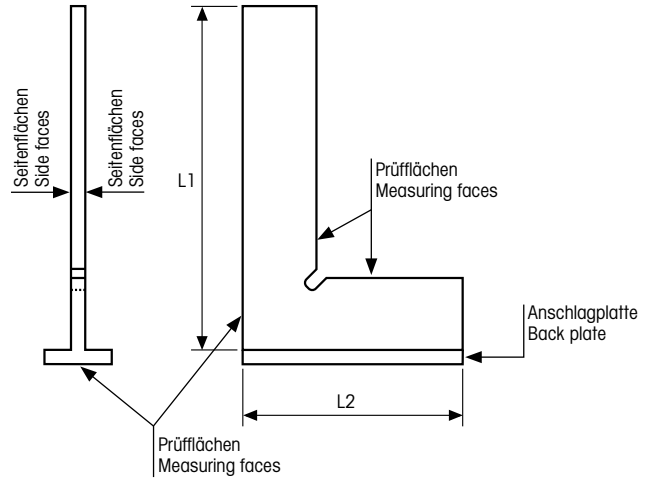 Seitenflächen
Side faces
Seitenflächen
Side faces
L1
Prüfflächen
Measuring faces
Anschlagplatte
Back plate
L2
Prüfflächen
Measuring faces